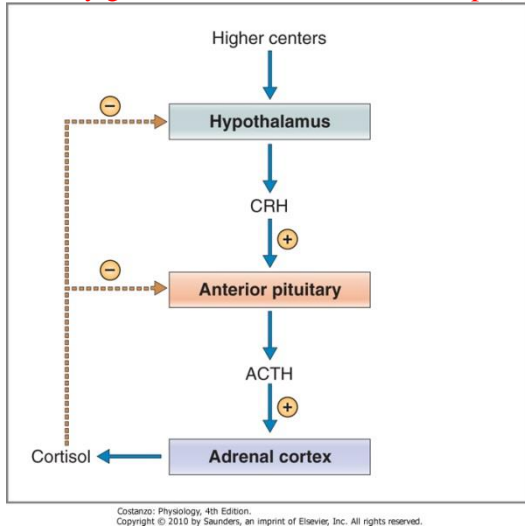 Higher centers
−
Hypothalamus
CRH
+
−
Anterior pituitary
ACTH
+
Cortisol
Adrenal cortex
Costanzo: Physiology, 4th Edition.
Copyright © 2010 by Saunders, an imprint of Elsevier, Inc. All rights reserved.